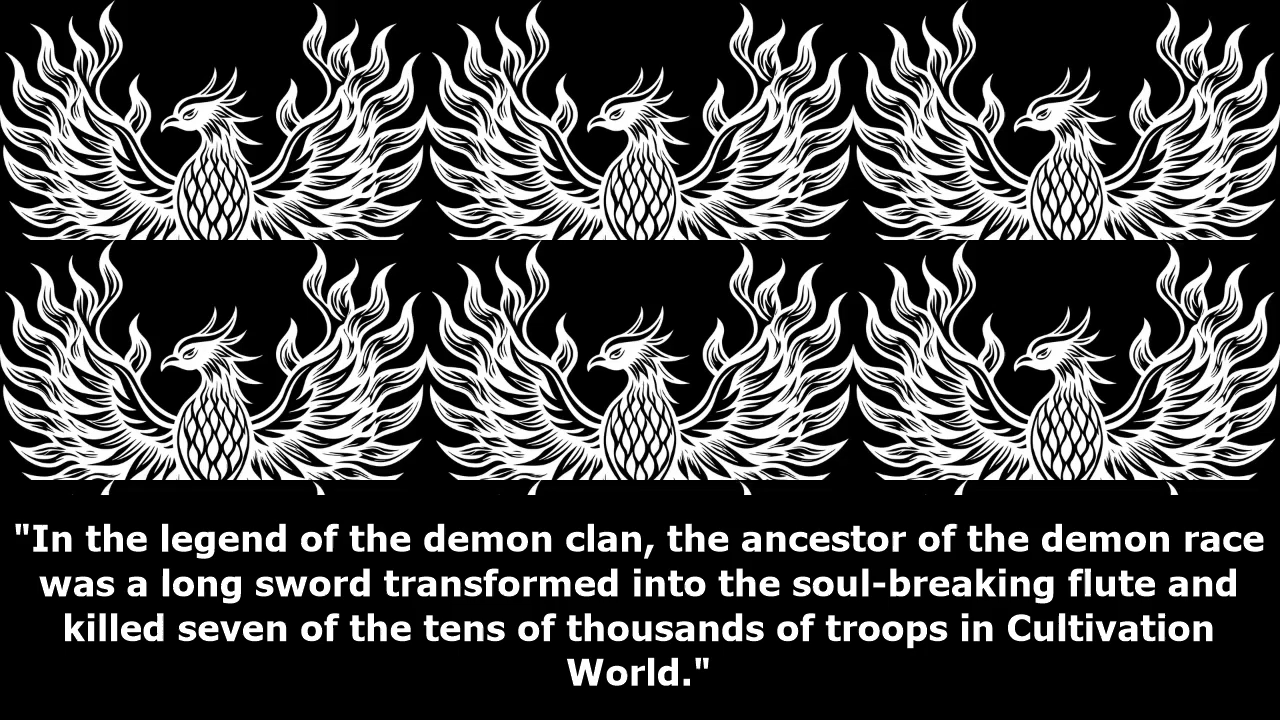 "In the legend of the demon clan, the ancestor of the demon race
was a long sword transformed into the soul-breaking flute and
killed seven of the tens of thousands of troops in Cultivation
World."